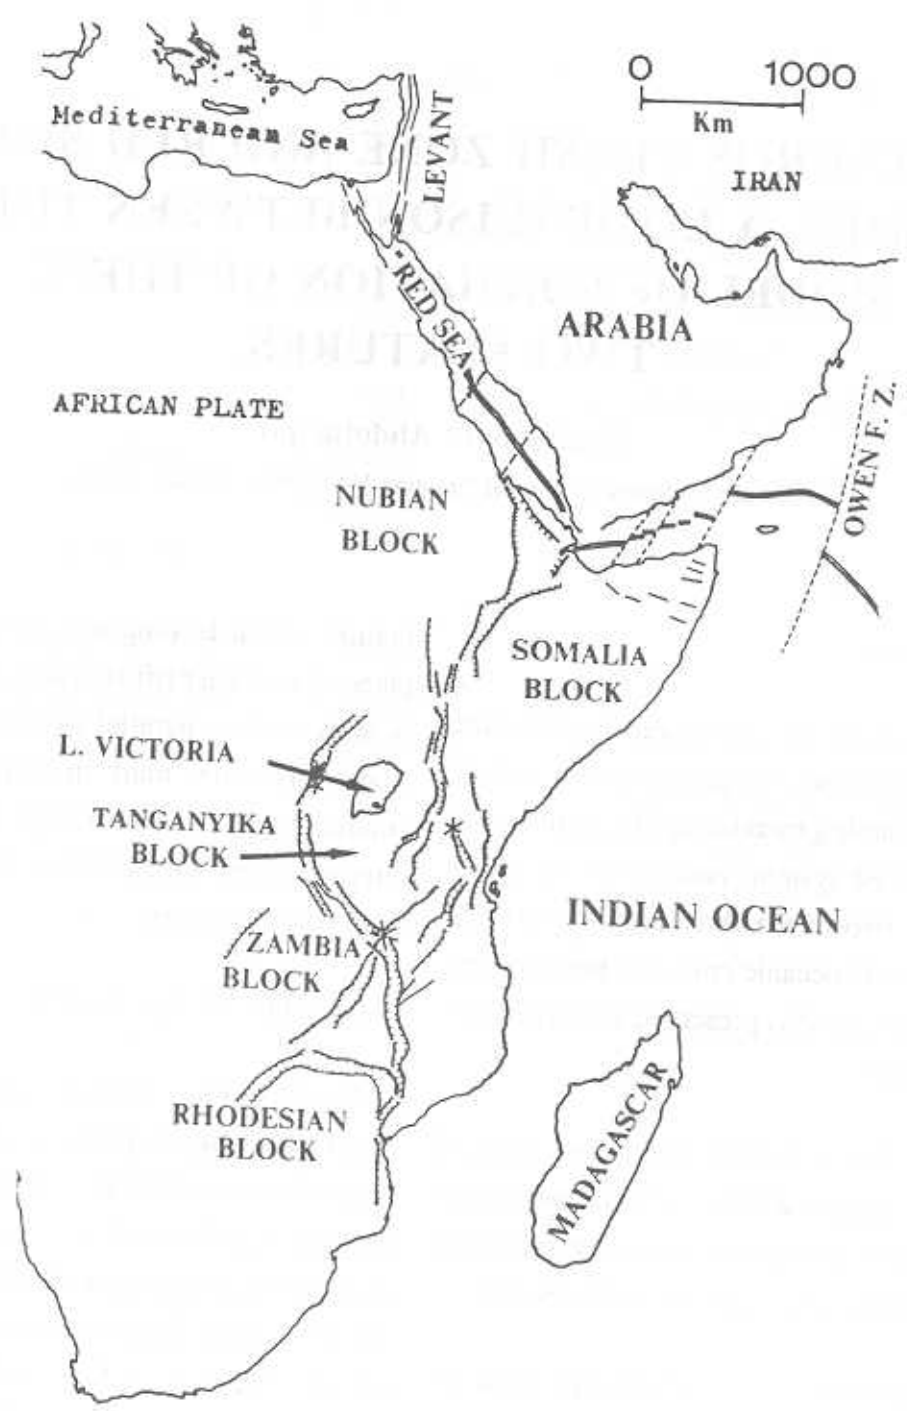 0 1000
Km
Mediterranean Sea
LEVANT
IRAN
RED SEA
ARABIA
AFRICAN PLATE
OWEN F. Z.
NUBIAN
BLOCK
SOMALIA
BLOCK
L. VICTORIA
TANGANYIKA
BLOCK
INDIAN OCEAN
ZAMBIA
BLOCK
MADAGASCAR
RHODESIAN
BLOCK